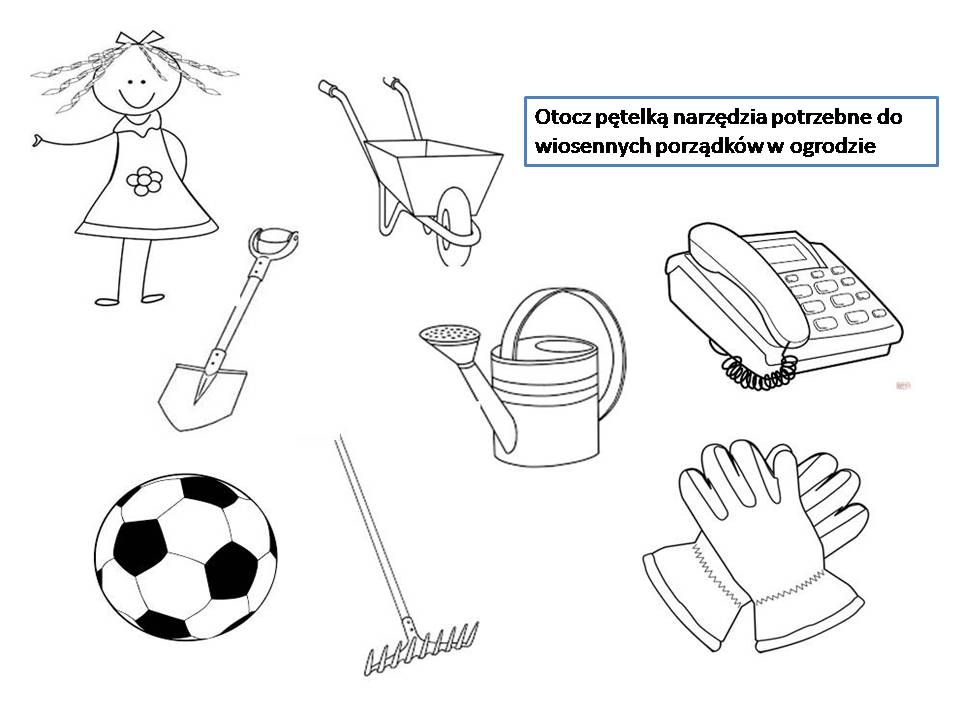 Otocz pętelką narzędzia potrzebne do
wiosennych porządków w ogrodzie